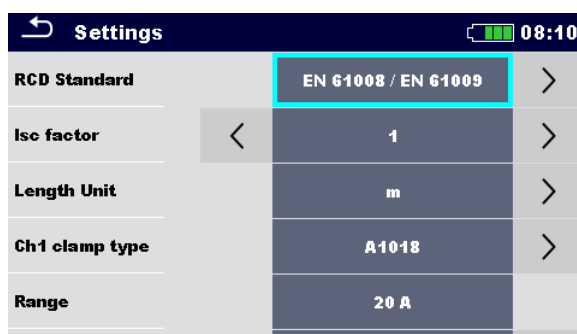 Settings 08:10
RCD Standard EN 61008 / EN 61009
Isc factor 1
Length Unit m
Ch1 clamp type A1018
Range 20 A